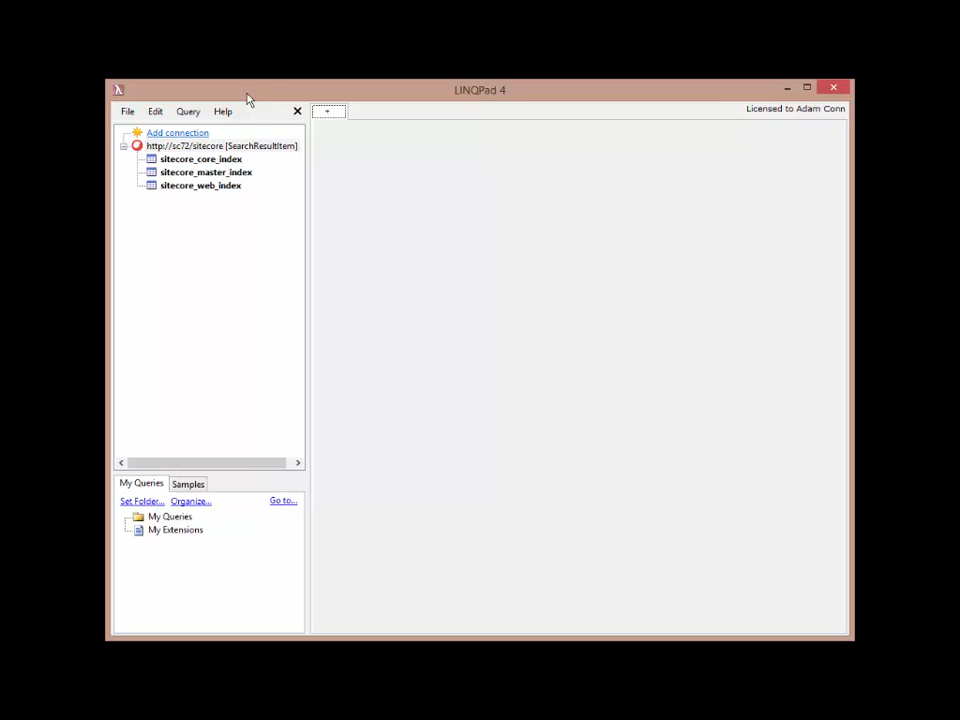 LINQPad 4
File Edit Query Help
+
Licensed to Adam Conn
Add connection
http://sc72/sitecore [SearchResultItem]
sitecore_core_index
sitecore_master_index
sitecore_web_index
My Queries Samples
Set Folder... Organize... Go to...
My Queries
My Extensions